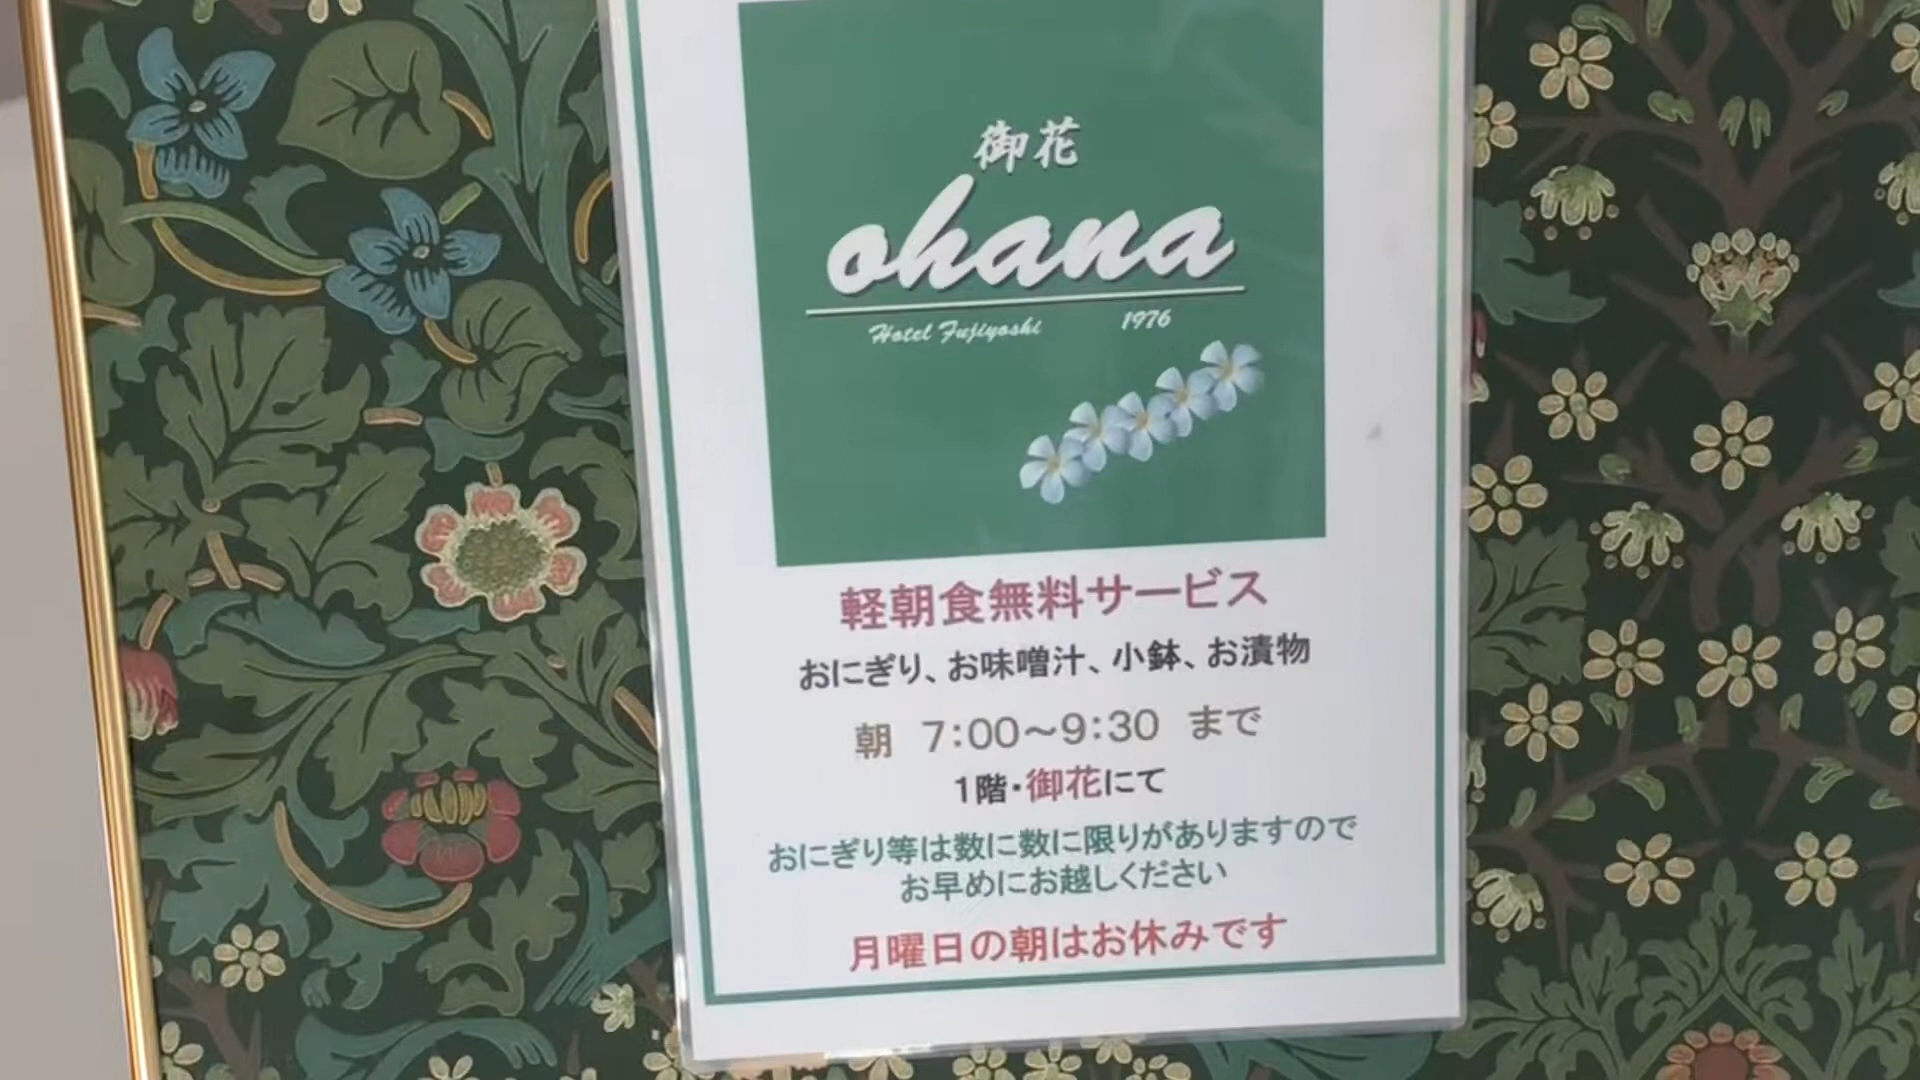 御花
ohana
Hotel Fujiyoshi 1976
軽朝食無料サービス
おにぎり、お味噌汁、小鉢、お漬物
朝 7:00～9:30 まで
1階・御花にて
おにぎり等は数に数に限りがありますので
お早めにお越しください
月曜日の朝はお休みです